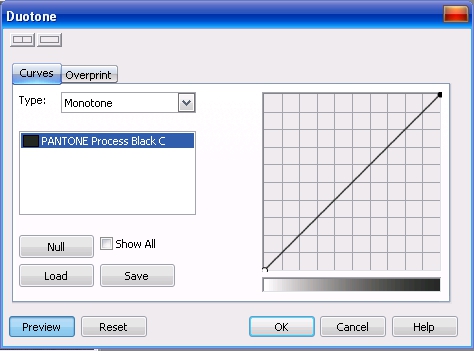 Duotone
Curves
Overprint
Type:
Monotone
PANTONE Process Black C
Null
Show All
Load
Save
Preview
Reset
OK
Cancel
Help